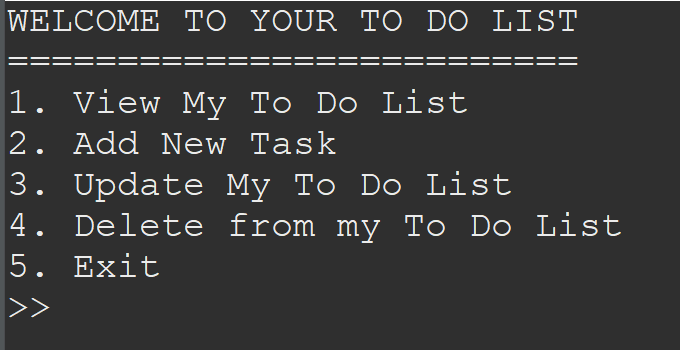 WELCOME TO YOUR TO DO LIST
==========================
1. View My To Do List
2. Add New Task
3. Update My To Do List
4. Delete from my To Do List
5. Exit
>>